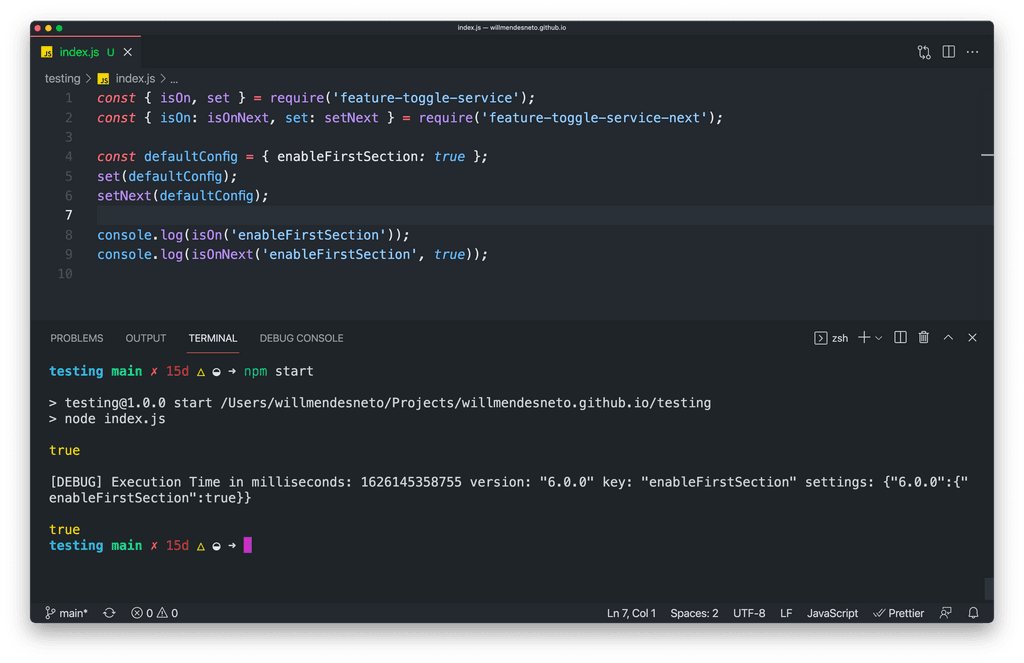 index.js — willmendesneto.github.io
JS index.js U
testing > JS index.js > ...
1 const { isOn, set } = require('feature-toggle-service');
2 const { isOn: isOnNext, set: setNext } = require('feature-toggle-service-next');
3
4 const defaultConfig = { enableFirstSection: true };
5 set(defaultConfig);
6 setNext(defaultConfig);
7
8 console.log(isOn('enableFirstSection'));
9 console.log(isOnNext('enableFirstSection', true));
10
PROBLEMS OUTPUT TERMINAL DEBUG CONSOLE zsh
testing main ✗ 15d △ ◒ ➜ npm start
> testing@1.0.0 start /Users/willmendesneto/Projects/willmendesneto.github.io/testing
> node index.js
true
[DEBUG] Execution Time in milliseconds: 1626145358755 version: "6.0.0" key: "enableFirstSection" settings: {"6.0.0":{"
enableFirstSection":true}}
true
testing main ✗ 15d △ ◒ ➜
main* 0 0 Ln 7, Col 1 Spaces: 2 UTF-8 LF JavaScript Prettier